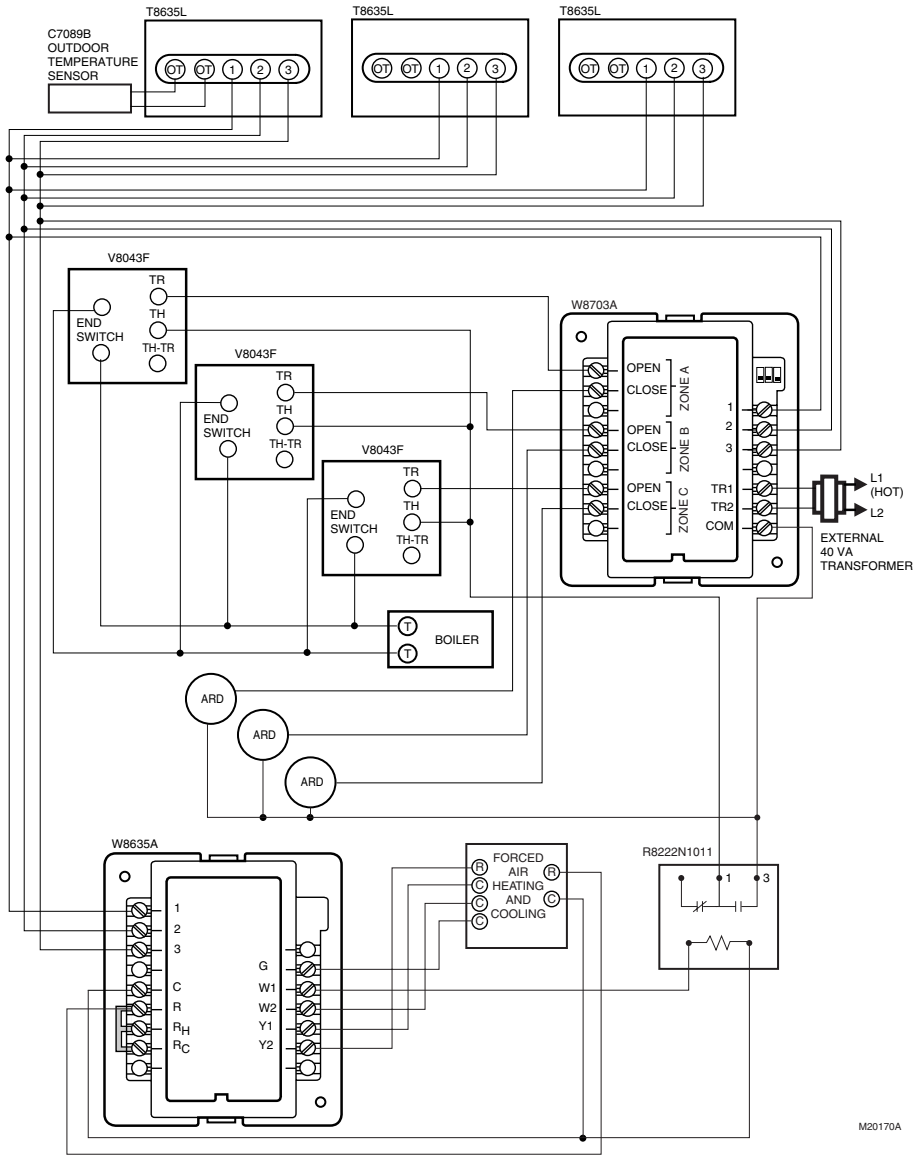 T8635L
T8635L
T8635L
C7089B
OUTDOOR
TEMPERATURE
SENSOR
OT OT 1 2 3
OT OT 1 2 3
OT OT 1 2 3
V8043F
TR
TH
TH-TR
END
SWITCH
V8043F
TR
TH
TH-TR
END
SWITCH
V8043F
TR
TH
TH-TR
END
SWITCH
W8703A
OPEN
CLOSE
ZONE A
OPEN
CLOSE
ZONE B
OPEN
CLOSE
ZONE C
1
2
3
TR1
TR2
COM
L1
(HOT)
L2
EXTERNAL
40 VA
TRANSFORMER
T
T
BOILER
ARD
ARD
ARD
W8635A
1
2
3
C
R
RH
RC
G
W1
W2
Y1
Y2
R
C
C
C
FORCED
AIR
HEATING
AND
COOLING
R
C
R8222N1011
1
3
M20170A